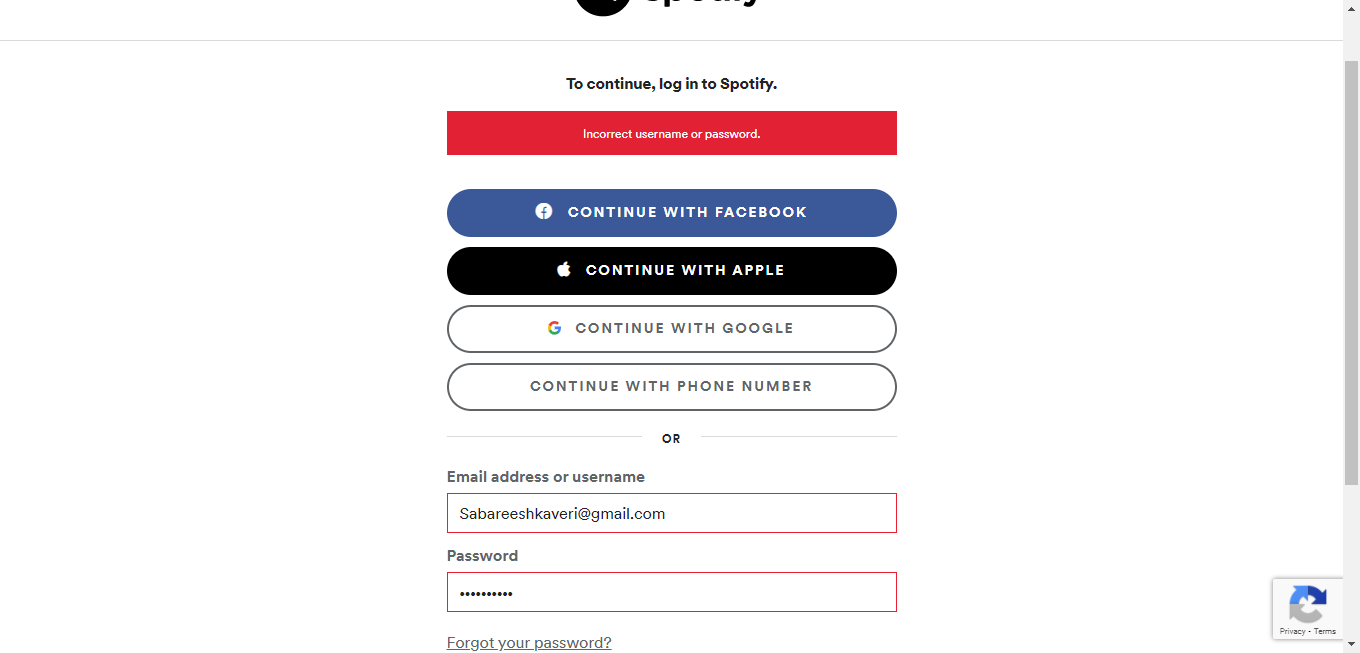 Spotify
To continue, log in to Spotify.
Incorrect username or password.
CONTINUE WITH FACEBOOK
CONTINUE WITH APPLE
CONTINUE WITH GOOGLE
CONTINUE WITH PHONE NUMBER
OR
Email address or username
Sabareeshkaveri@gmail.com
Password
••••••••••
Forgot your password?
Privacy - Terms